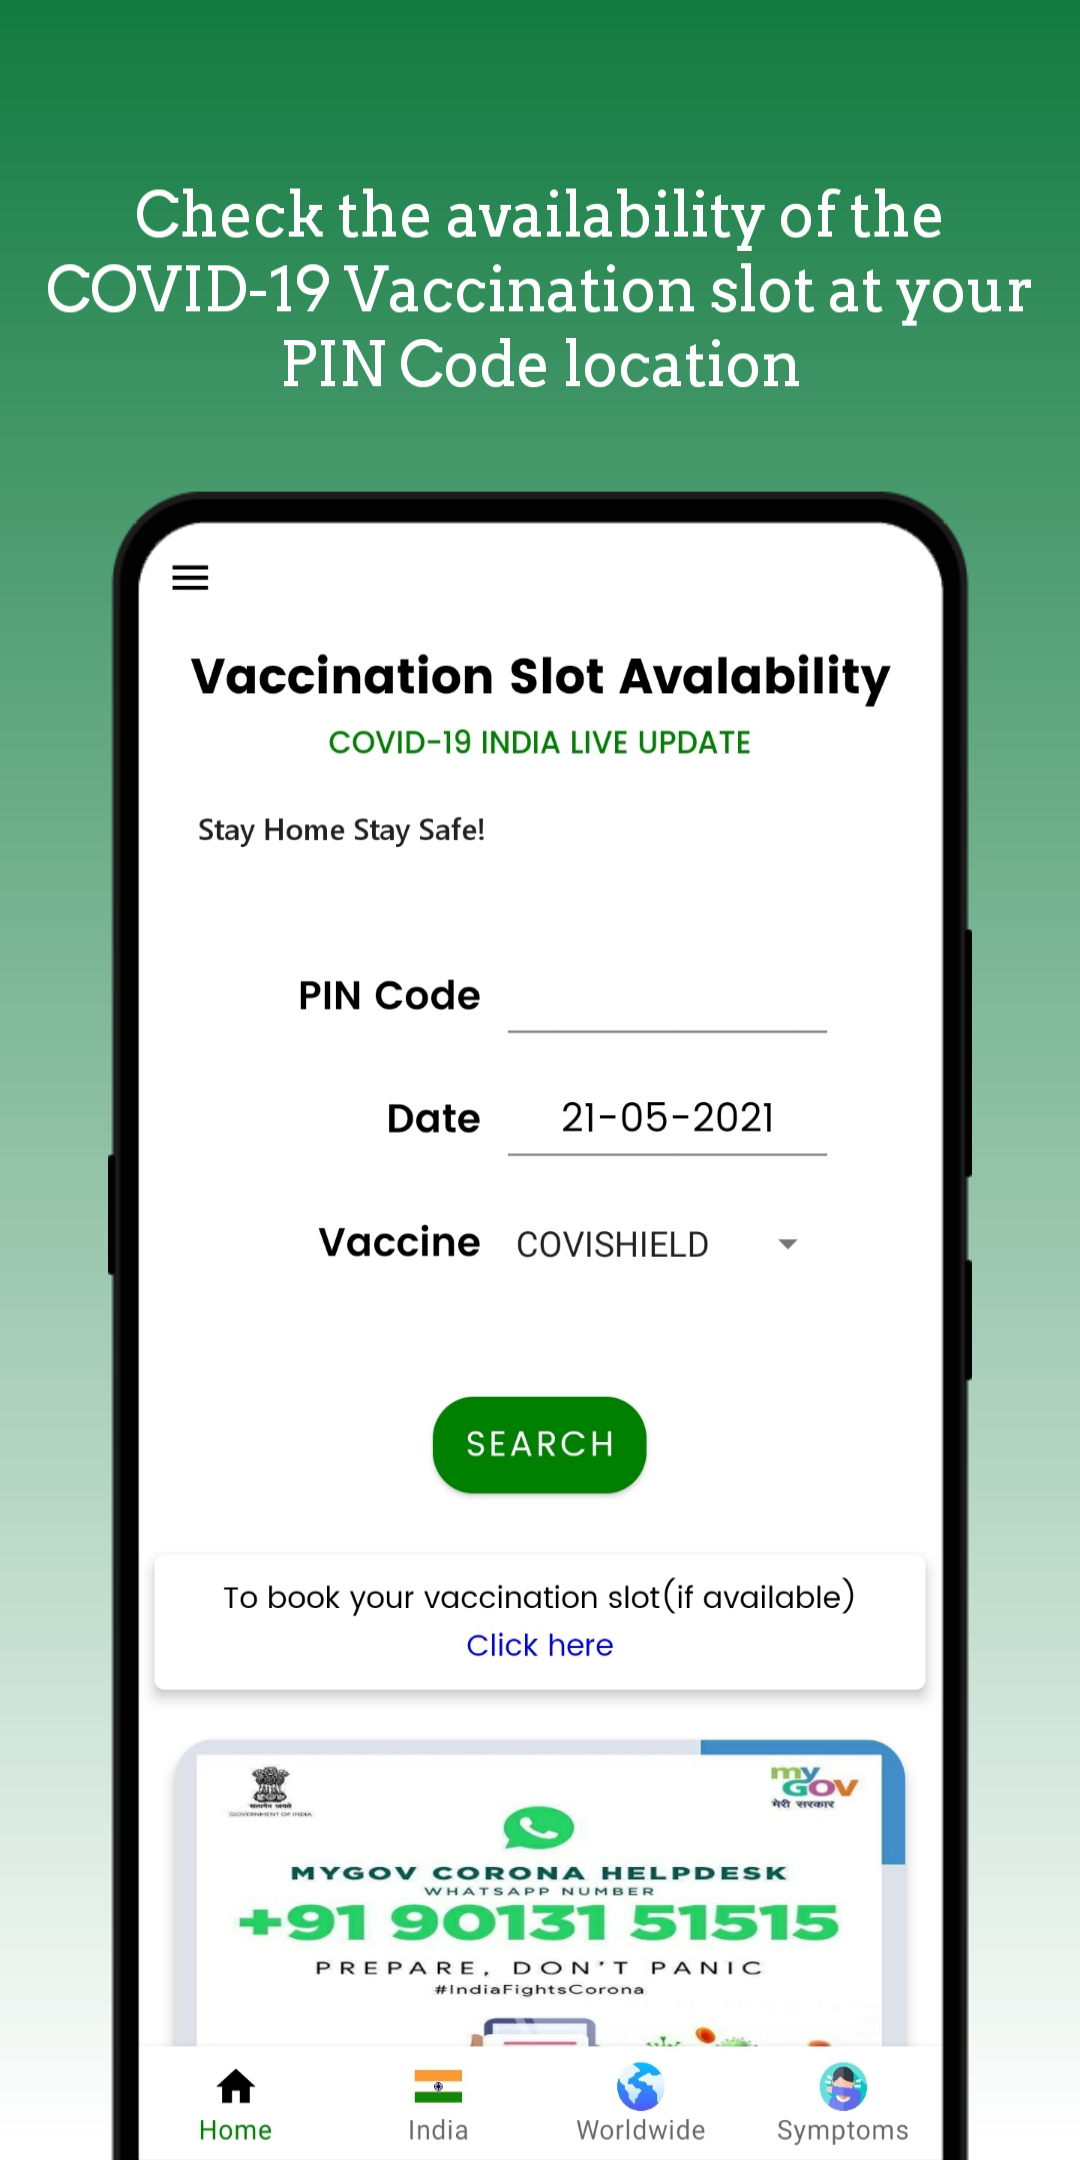 Check the availability of the
COVID-19 Vaccination slot at your
PIN Code location
Vaccination Slot Avalability
COVID-19 INDIA LIVE UPDATE
Stay Home Stay Safe!
PIN Code
Date 21-05-2021
Vaccine COVISHIELD
SEARCH
To book your vaccination slot(if available)
Click here
सत्यमेव जयते
GOVERNMENT OF INDIA
my
GOV
मेरी सरकार
MYGOV CORONA HELPDESK
WHATSAPP NUMBER
+91 90131 51515
PREPARE, DON'T PANIC
#IndiaFightsCorona
Home India Worldwide Symptoms